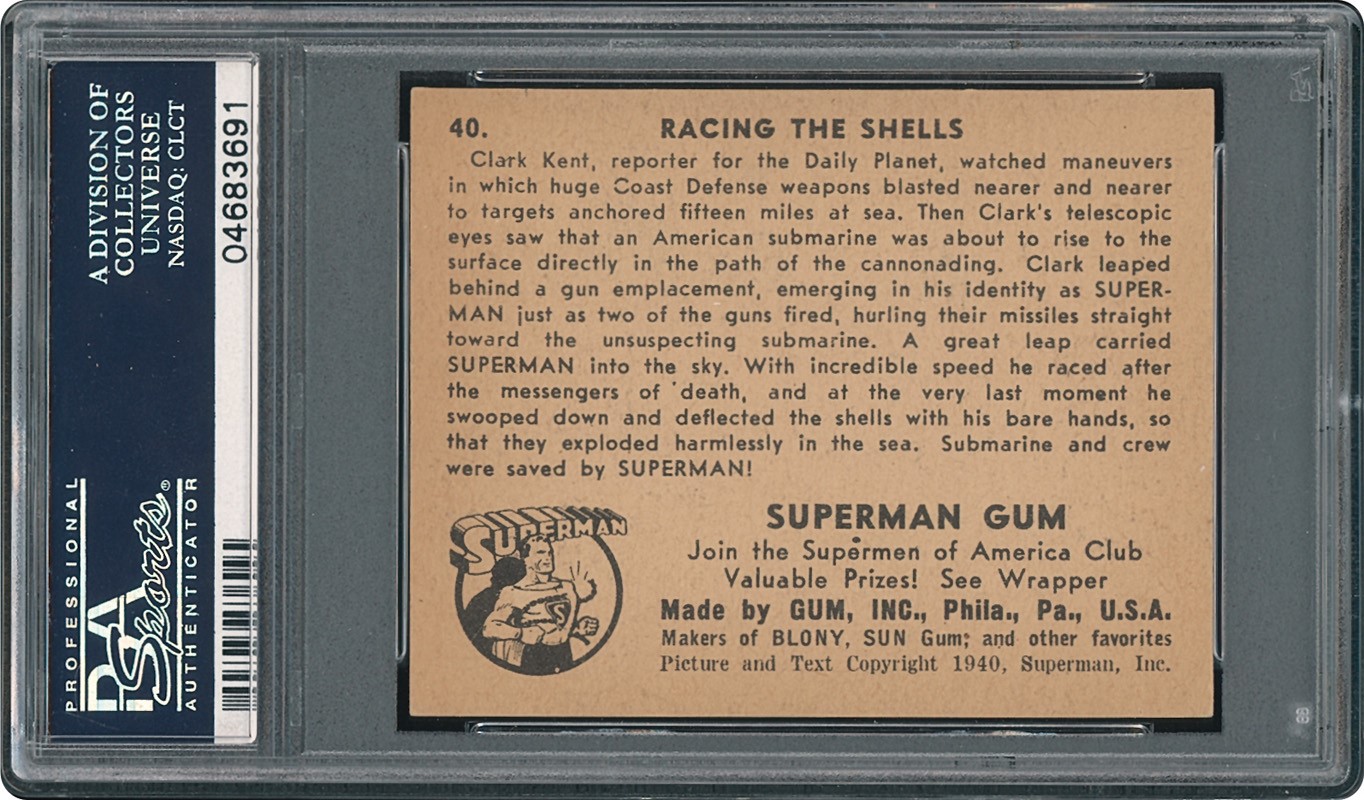 A DIVISION OF
COLLECTORS
UNIVERSE
NASDAQ: CLCT
04683691
PROFESSIONAL
PSA
Sports®
AUTHENTICATOR
40. RACING THE SHELLS
Clark Kent, reporter for the Daily Planet, watched maneuvers
in which huge Coast Defense weapons blasted nearer and nearer
to targets anchored fifteen miles at sea. Then Clark's telescopic
eyes saw that an American submarine was about to rise to the
surface directly in the path of the cannonading. Clark leaped
behind a gun emplacement, emerging in his identity as SUPER-
MAN just as two of the guns fired, hurling their missiles straight
toward the unsuspecting submarine. A great leap carried
SUPERMAN into the sky. With incredible speed he raced after
the messengers of death, and at the very last moment he
swooped down and deflected the shells with his bare hands, so
that they exploded harmlessly in the sea. Submarine and crew
were saved by SUPERMAN!
SUPERMAN
S
SUPERMAN GUM
Join the Supermen of America Club
Valuable Prizes! See Wrapper
Made by GUM, INC., Phila., Pa., U.S.A.
Makers of BLONY, SUN Gum; and other favorites
Picture and Text Copyright 1940, Superman, Inc.